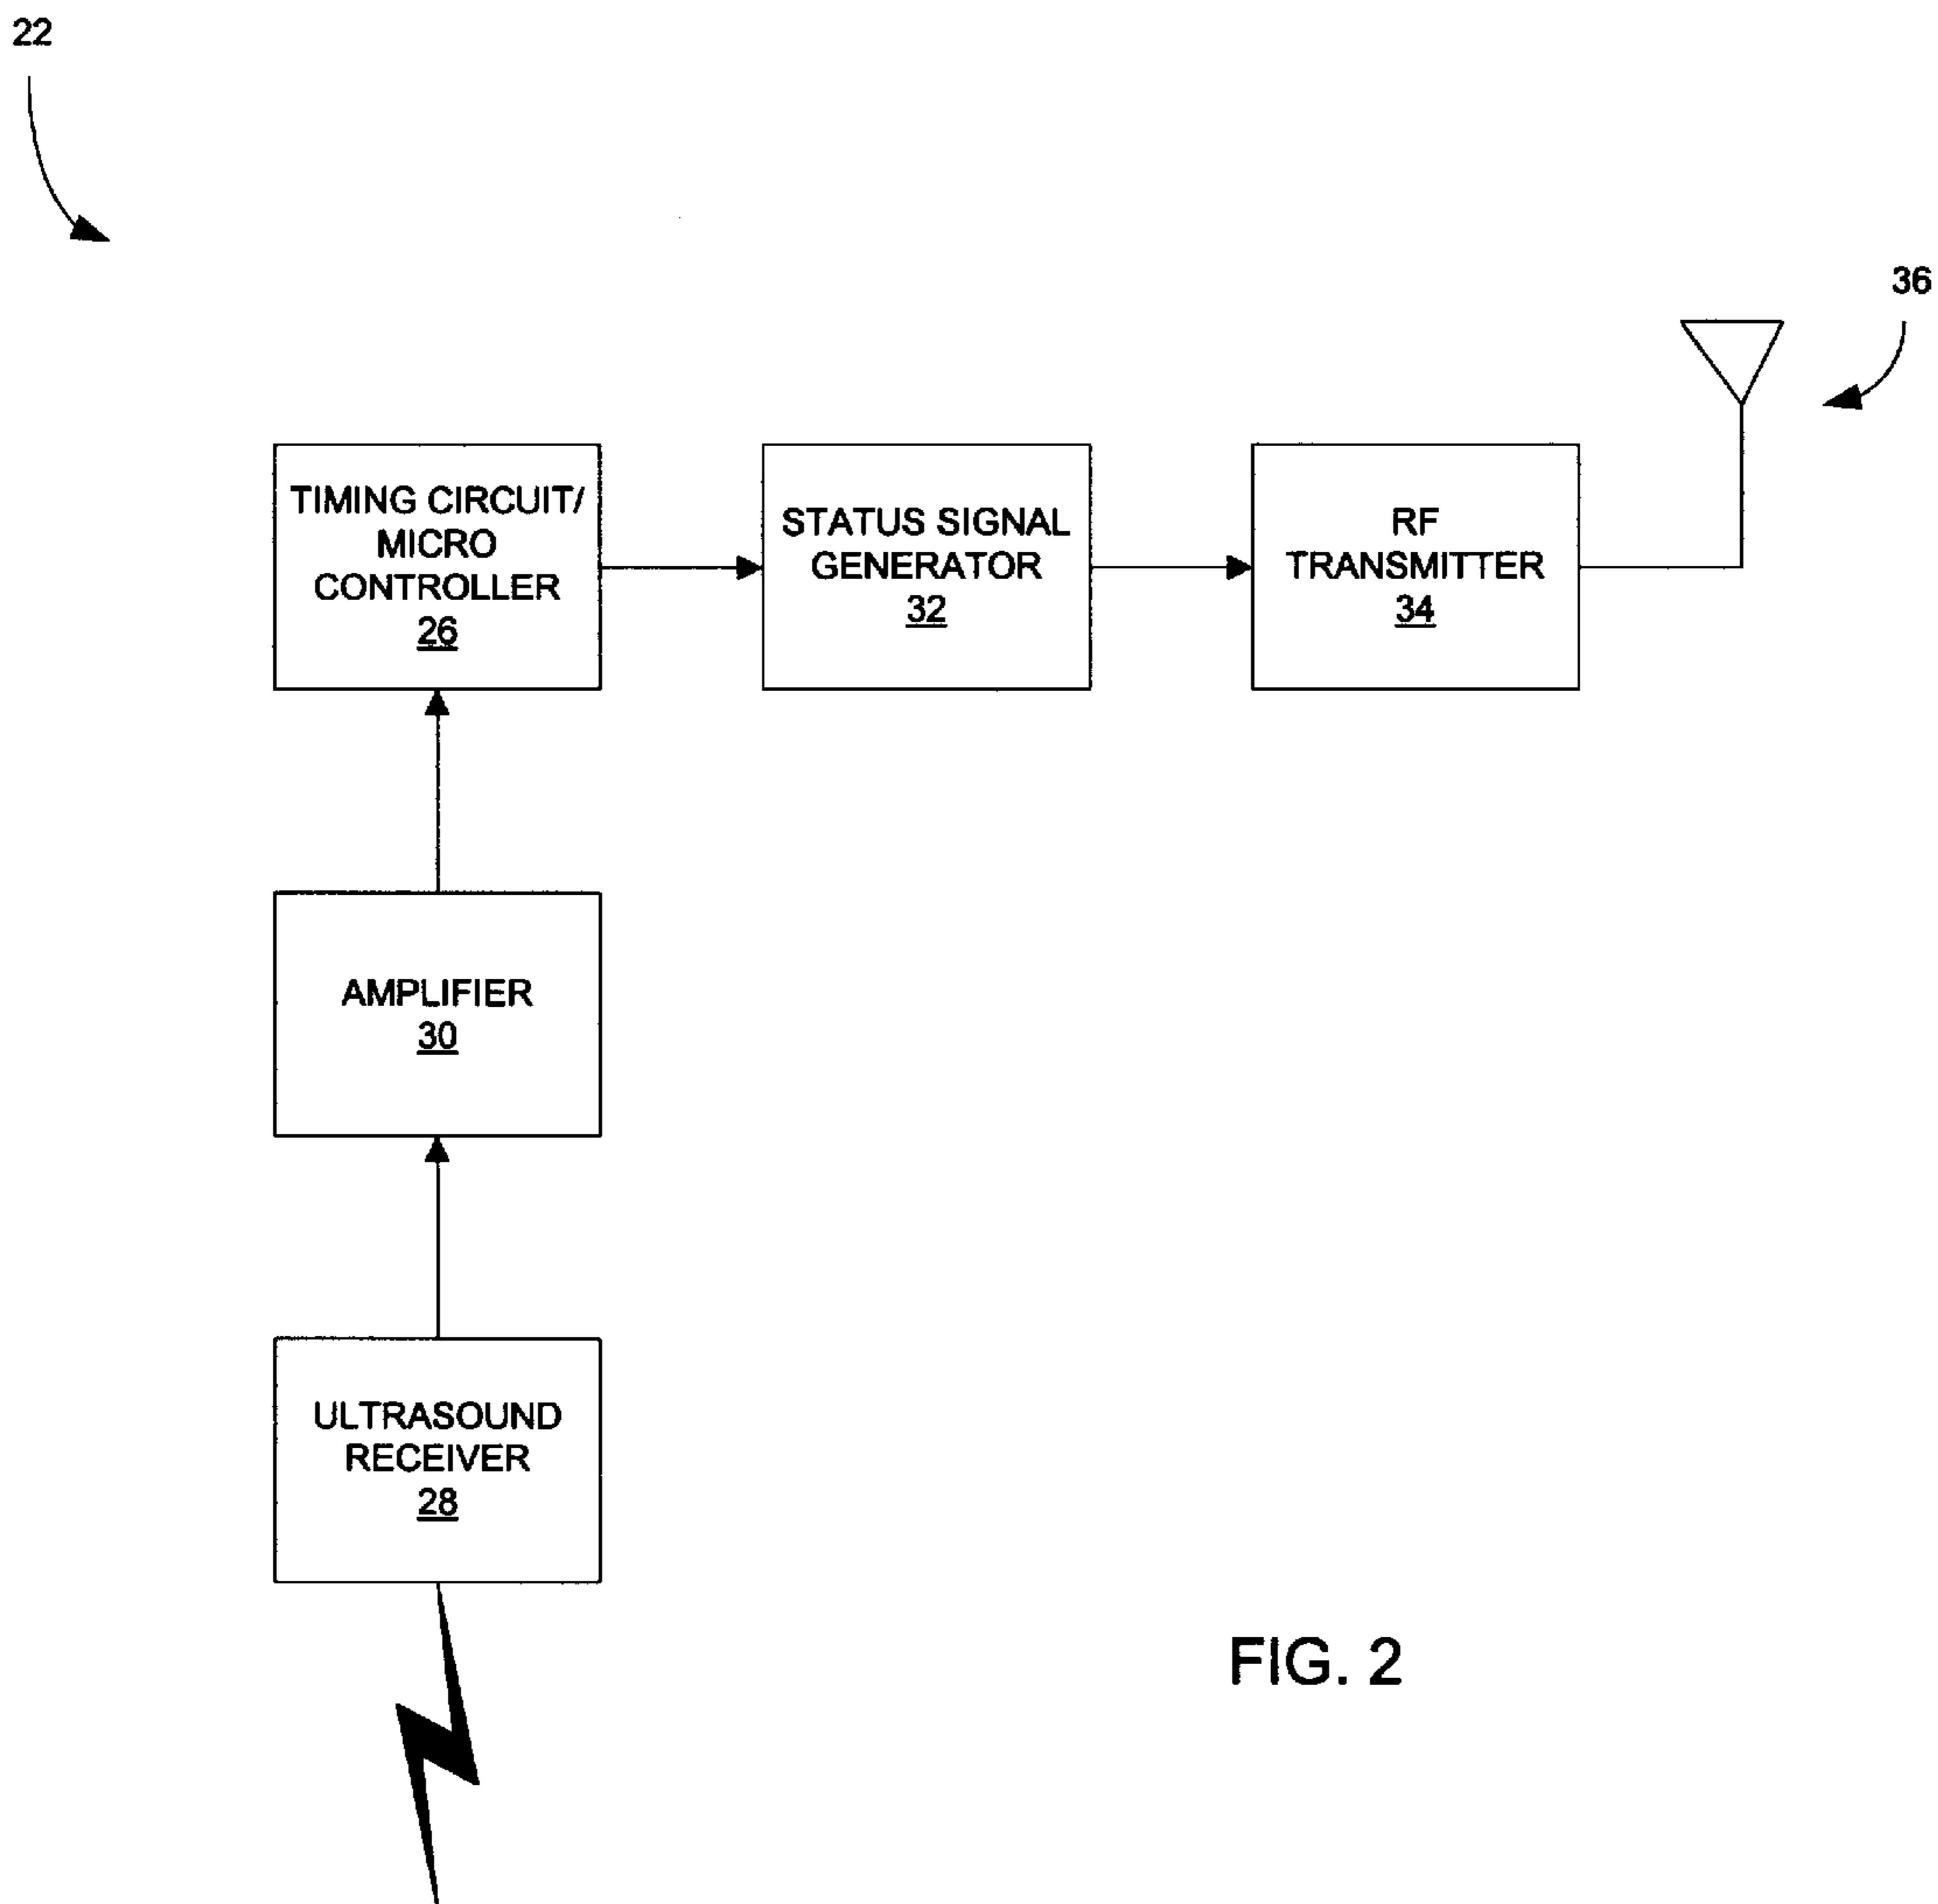 22
36
TIMING CIRCUIT/
MICRO
CONTROLLER
26
STATUS SIGNAL
GENERATOR
32
RF
TRANSMITTER
34
AMPLIFIER
30
ULTRASOUND
RECEIVER
28
FIG. 2